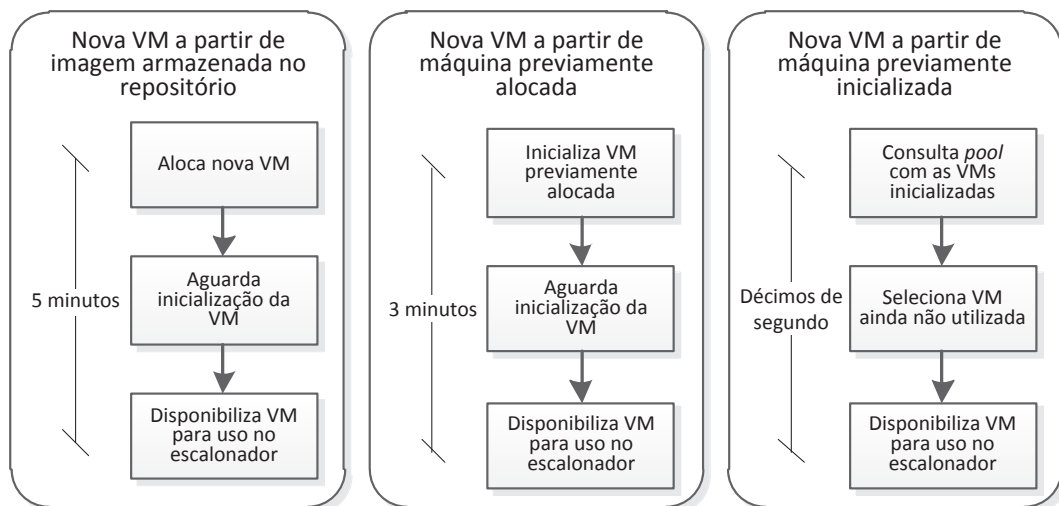 Nova VM a partir de
imagem armazenada no
repositório
Aloca nova VM
5 minutos
Aguarda
inicialização da
VM
Disponibiliza VM
para uso no
escalonador
Nova VM a partir de
máquina previamente
alocada
Inicializa VM
previamente
alocada
3 minutos
Aguarda
inicialização da
VM
Disponibiliza VM
para uso no
escalonador
Nova VM a partir de
máquina previamente
inicializada
Consulta pool
com as VMs
inicializadas
Décimos de
segundo
Seleciona VM
ainda não utilizada
Disponibiliza VM
para uso no
escalonador